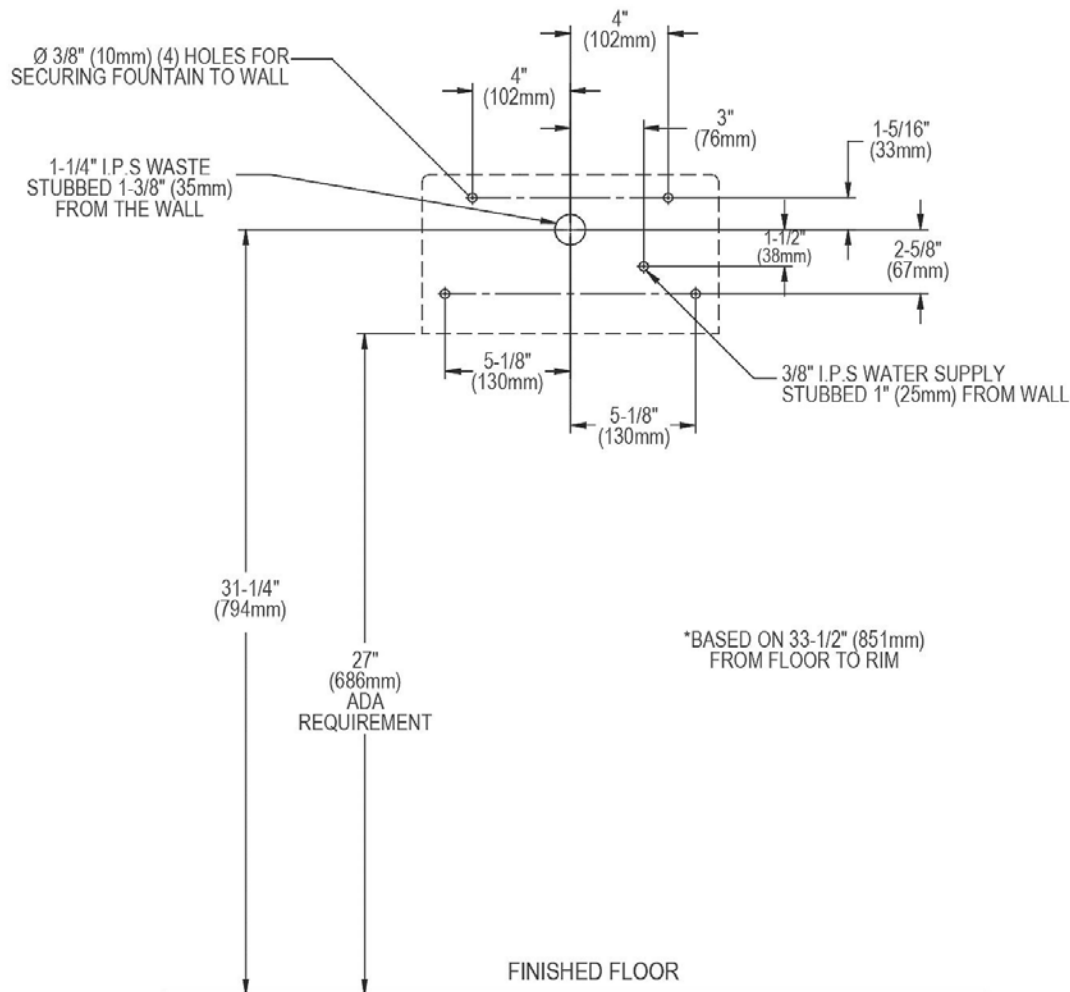 4"
(102mm)
Ø 3/8" (10mm) (4) HOLES FOR
SECURING FOUNTAIN TO WALL
4"
(102mm)
3"
(76mm)
1-5/16"
(33mm)
1-1/4" I.P.S WASTE
STUBBED 1-3/8" (35mm)
FROM THE WALL
1-1/2"
(38mm)
2-5/8"
(67mm)
5-1/8"
(130mm)
3/8" I.P.S WATER SUPPLY
STUBBED 1" (25mm) FROM WALL
5-1/8"
(130mm)
31-1/4"
(794mm)
*BASED ON 33-1/2" (851mm)
FROM FLOOR TO RIM
27"
(686mm)
ADA
REQUIREMENT
FINISHED FLOOR